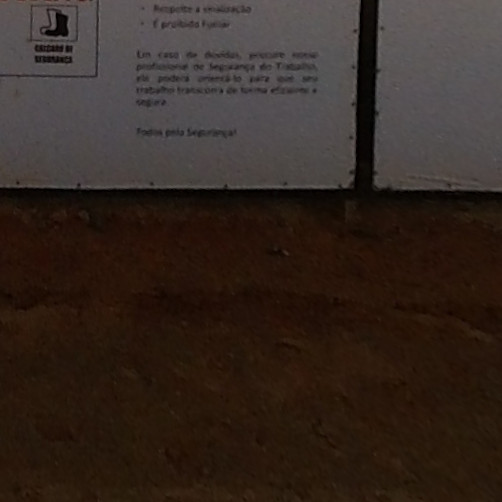 • Respeite a sinalização
• É proibido Fumar
CALÇADO DE
SEGURANÇA
Em caso de dúvidas, procure nosso
profissional de Segurança do Trabalho,
ele poderá orientá-lo para que seu
trabalho transcorra de forma eficiente e
segura
Todos pela Segurança!